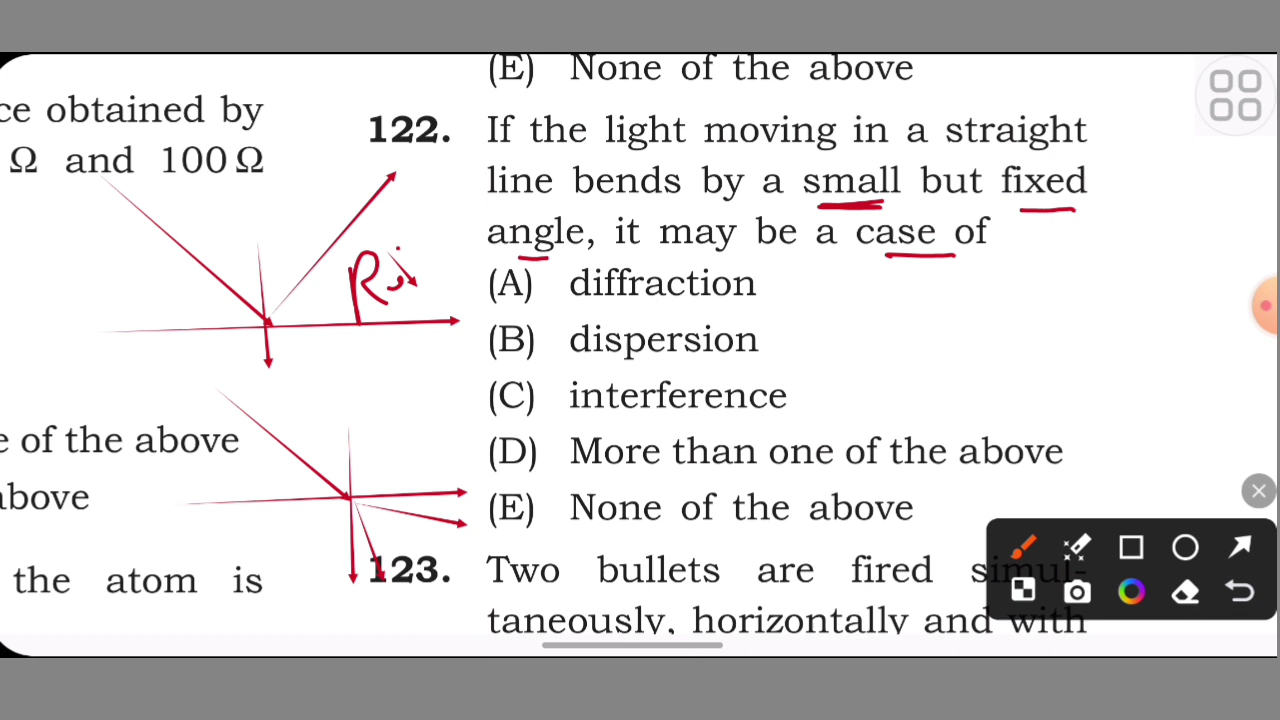 ce obtained by
Ω and 100 Ω
e of the above
above
the atom is
(E) None of the above
122. If the light moving in a straight
line bends by a small but fixed
angle, it may be a case of
(A) diffraction
(B) dispersion
(C) interference
(D) More than one of the above
(E) None of the above
123. Two bullets are fired simul-
taneously, horizontally and with